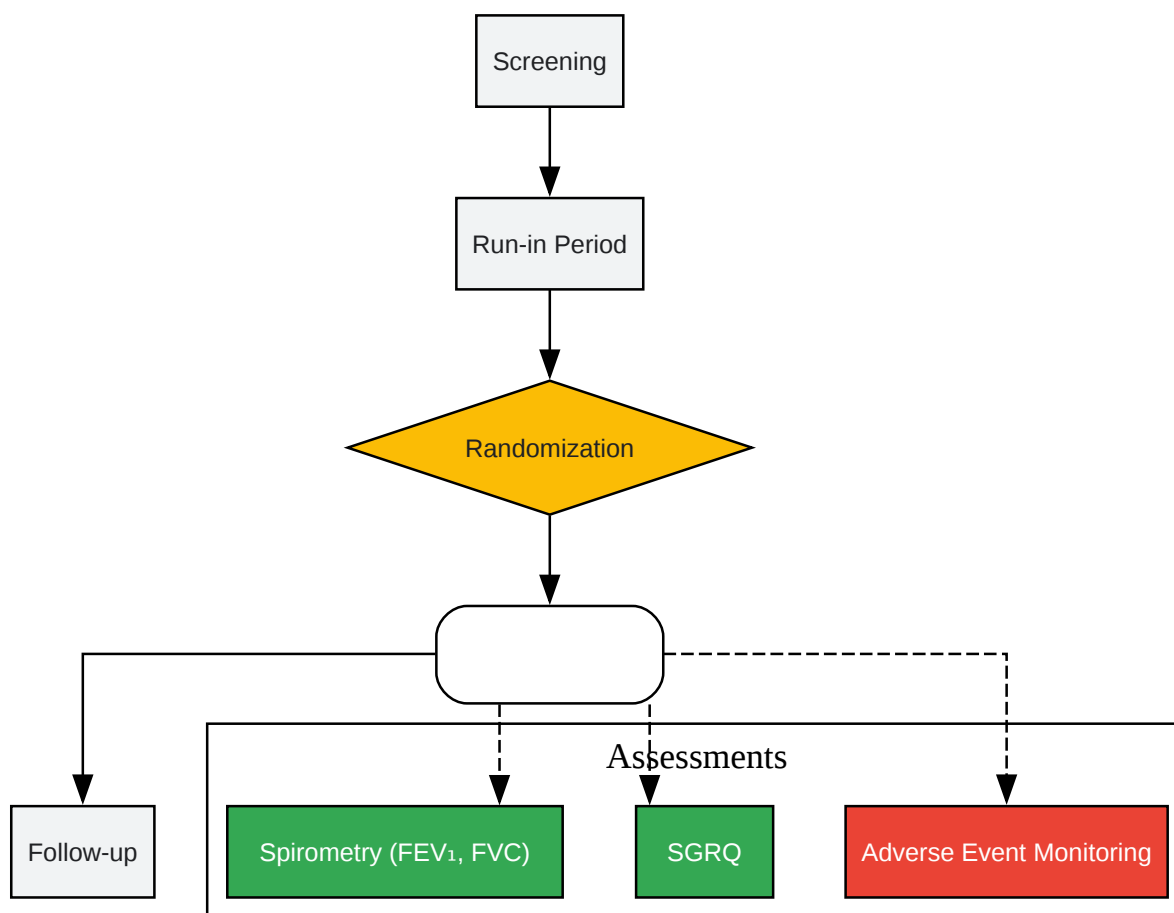 Screening
Run-in Period
Randomization
Assessments
Follow-up
Spirometry (FEV₁, FVC)
SGRQ
Adverse Event Monitoring